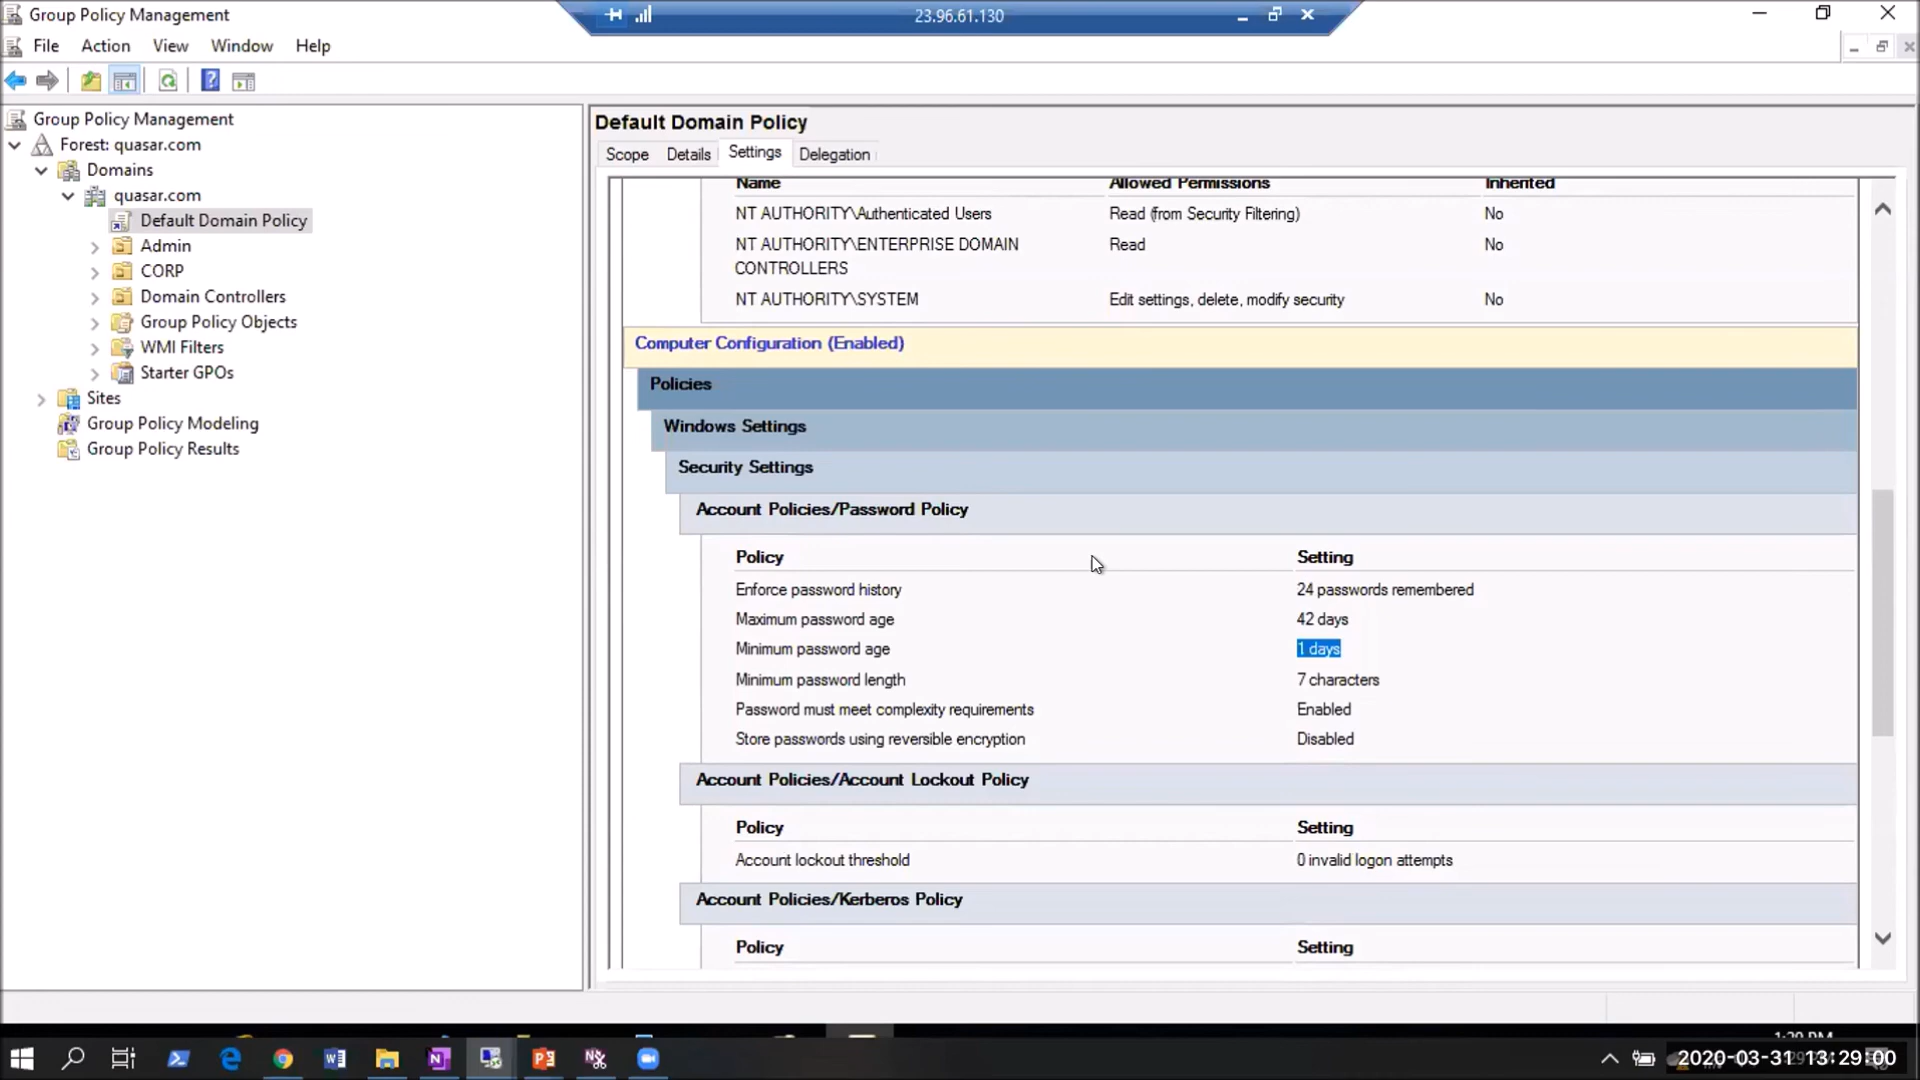 Group Policy Management
23.96.61.130
File Action View Window Help
Group Policy Management
Forest: quasar.com
Domains
quasar.com
Default Domain Policy
Admin
CORP
Domain Controllers
Group Policy Objects
WMI Filters
Starter GPOs
Sites
Group Policy Modeling
Group Policy Results
Default Domain Policy
Scope Details Settings Delegation
Name Allowed Permissions Inherited
NT AUTHORITY\Authenticated Users Read (from Security Filtering) No
NT AUTHORITY\ENTERPRISE DOMAIN Read No
CONTROLLERS
NT AUTHORITY\SYSTEM Edit settings, delete, modify security No
Computer Configuration (Enabled)
Policies
Windows Settings
Security Settings
Account Policies/Password Policy
Policy Setting
Enforce password history 24 passwords remembered
Maximum password age 42 days
Minimum password age 1 days
Minimum password length 7 characters
Password must meet complexity requirements Enabled
Store passwords using reversible encryption Disabled
Account Policies/Account Lockout Policy
Policy Setting
Account lockout threshold 0 invalid logon attempts
Account Policies/Kerberos Policy
Policy Setting
2020-03-31 13:29:00